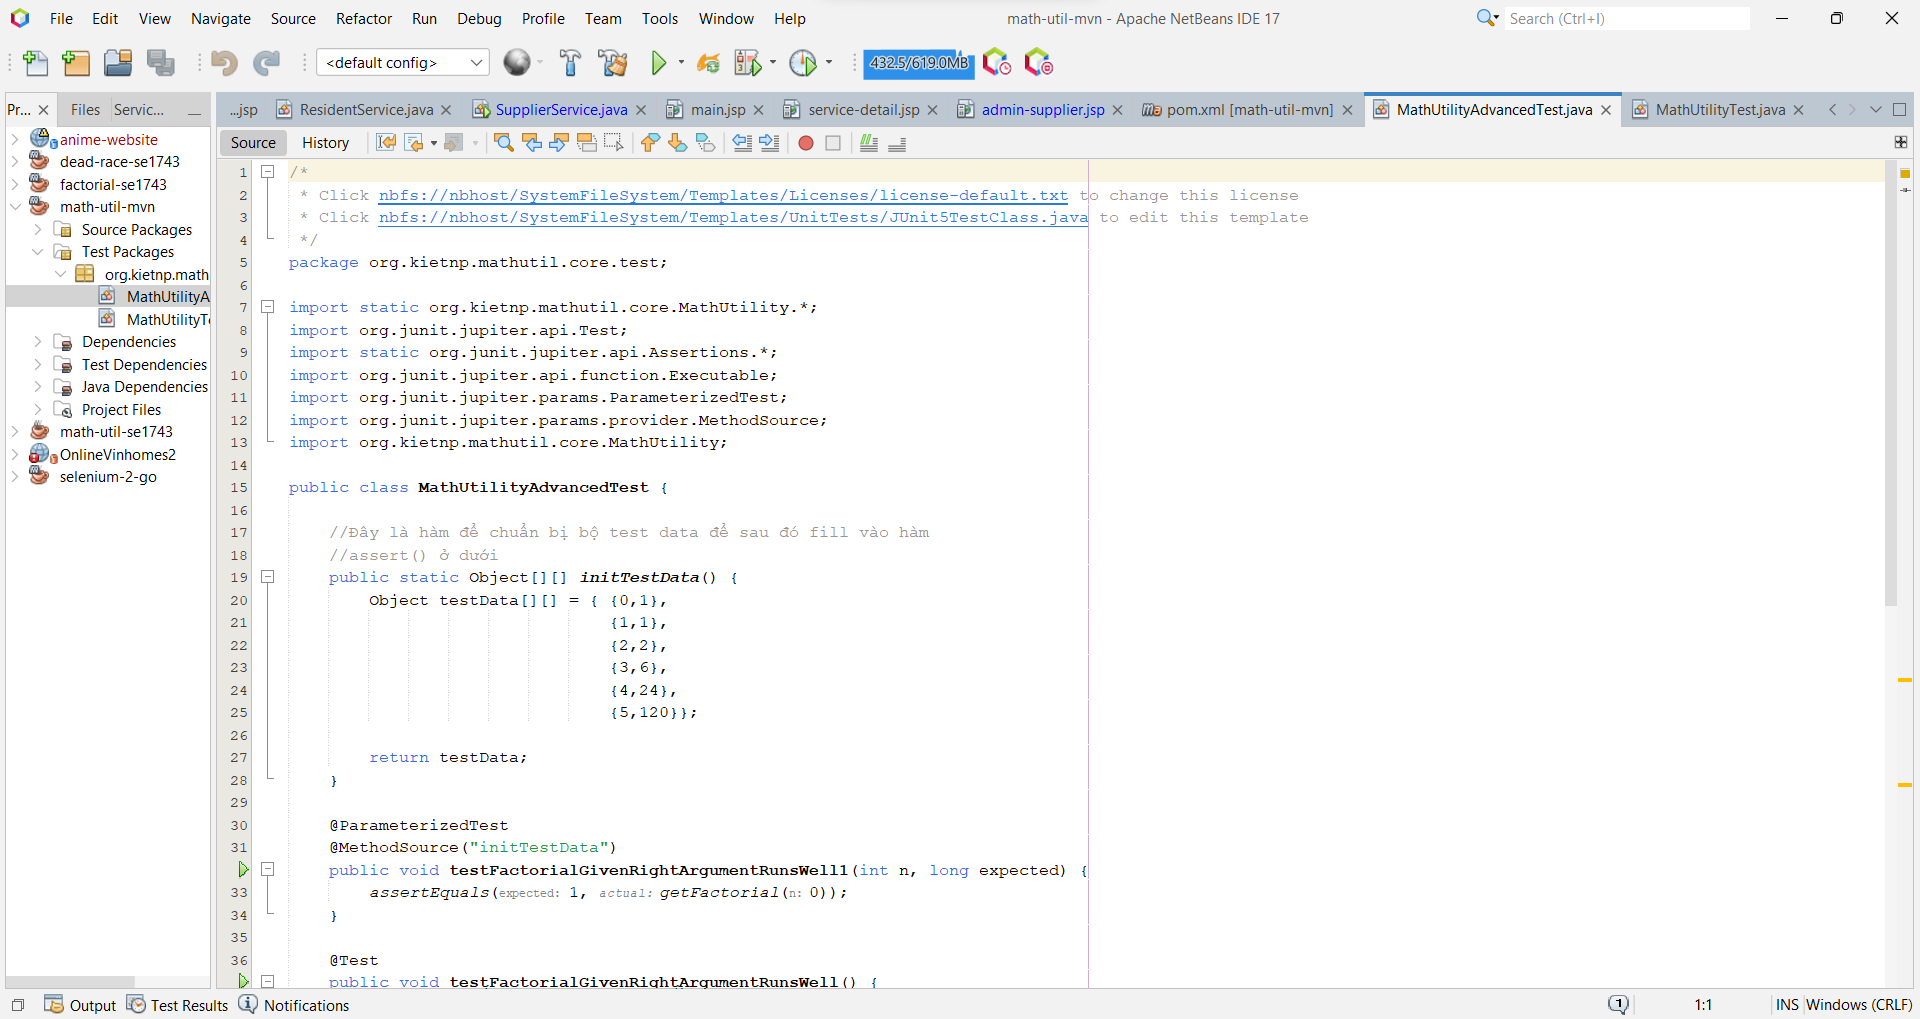 File Edit View Navigate Source Refactor Run Debug Profile Team Tools Window Help math-util-mvn - Apache NetBeans IDE 17 Search (Ctrl+I)
<default config> 432.5/619.0MB
Pr... Files Servic... ...jsp ResidentService.java SupplierService.java main.jsp service-detail.jsp admin-supplier.jsp pom.xml [math-util-mvn] MathUtilityAdvancedTest.java MathUtilityTest.java
Source History
anime-website
dead-race-se1743
factorial-se1743
math-util-mvn
Source Packages
Test Packages
org.kietnp.math
MathUtilityA
MathUtilityTe
Dependencies
Test Dependencies
Java Dependencies
Project Files
math-util-se1743
OnlineVinhomes2
selenium-2-go
1 /*
2 * Click nbfs://nbhost/SystemFileSystem/Templates/Licenses/license-default.txt to change this license
3 * Click nbfs://nbhost/SystemFileSystem/Templates/UnitTests/JUnit5TestClass.java to edit this template
4 */
5 package org.kietnp.mathutil.core.test;
6
7 import static org.kietnp.mathutil.core.MathUtility.*;
8 import org.junit.jupiter.api.Test;
9 import static org.junit.jupiter.api.Assertions.*;
10 import org.junit.jupiter.api.function.Executable;
11 import org.junit.jupiter.params.ParameterizedTest;
12 import org.junit.jupiter.params.provider.MethodSource;
13 import org.kietnp.mathutil.core.MathUtility;
14
15 public class MathUtilityAdvancedTest {
16
17 //Đây là hàm để chuẩn bị bộ test data để sau đó fill vào hàm
18 //assert() ở dưới
19 public static Object[][] initTestData() {
20 Object testData[][] = { {0,1},
21 {1,1},
22 {2,2},
23 {3,6},
24 {4,24},
25 {5,120}};
26
27 return testData;
28 }
29
30 @ParameterizedTest
31 @MethodSource("initTestData")
public void testFactorialGivenRightArgumentRunsWell1(int n, long expected) {
33 assertEquals(expected: 1, actual: getFactorial(n: 0));
34 }
35
36 @Test
public void testFactorialGivenRightArgumentRunsWell() {
Output Test Results Notifications 1 1:1 INS Windows (CRLF)